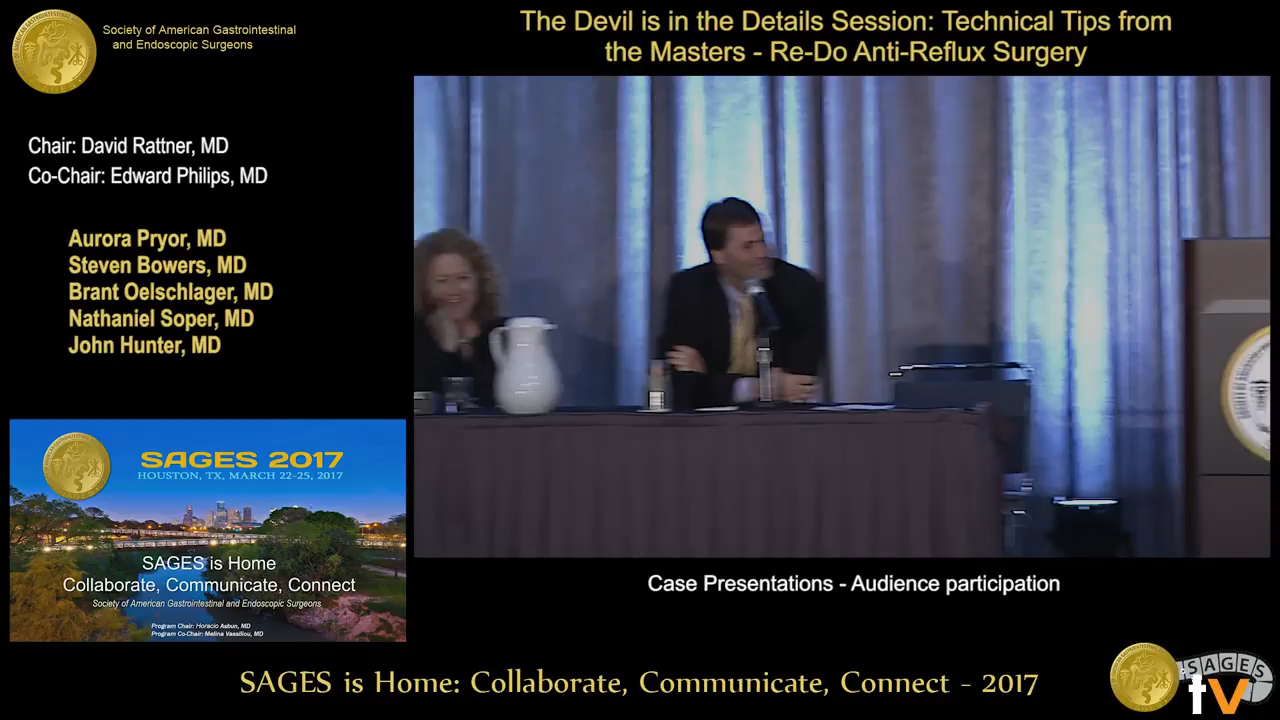 Society of American Gastrointestinal
and Endoscopic Surgeons
The Devil is in the Details Session: Technical Tips from
the Masters - Re-Do Anti-Reflux Surgery
Chair: David Rattner, MD
Co-Chair: Edward Philips, MD
Aurora Pryor, MD
Steven Bowers, MD
Brant Oelschlager, MD
Nathaniel Soper, MD
John Hunter, MD
SAGES 2017
HOUSTON, TX, MARCH 22-25, 2017
SAGES is Home
Collaborate, Communicate, Connect
Society of American Gastrointestinal and Endoscopic Surgeons
Program Chair: Horacio Asbun, MD
Program Co-Chair: Melina Vassiliou, MD
Case Presentations - Audience participation
SAGES is Home: Collaborate, Communicate, Connect - 2017
SAGES
tv